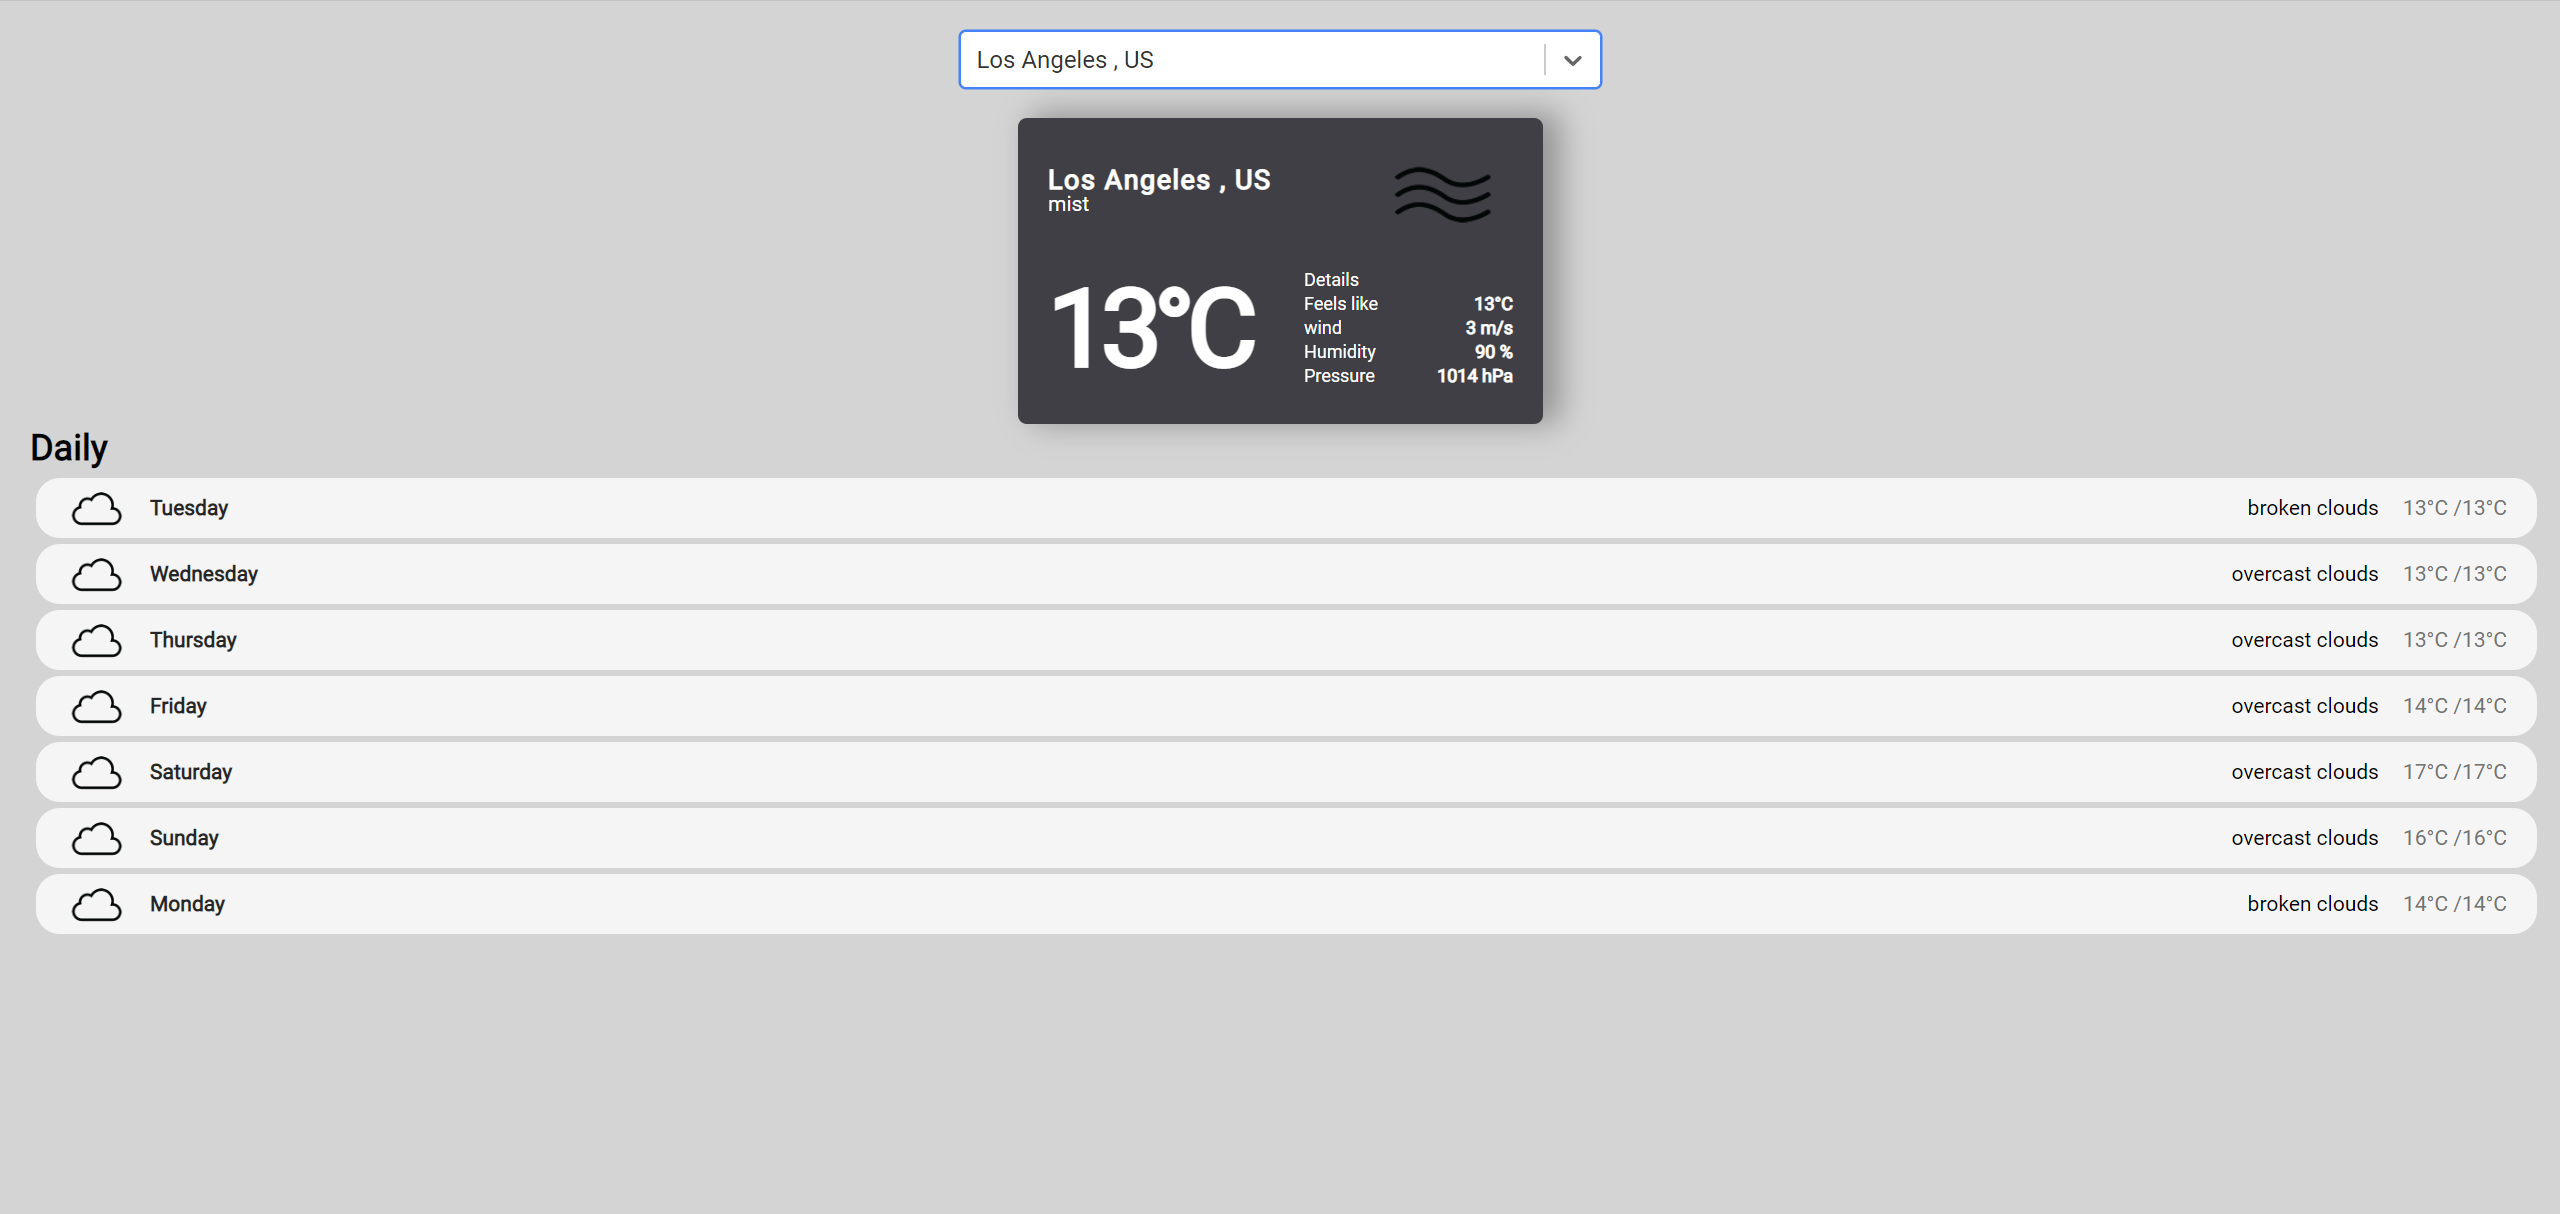 Los Angeles , US
Los Angeles , US
mist
13°C
Details
Feels like 13°C
wind 3 m/s
Humidity 90 %
Pressure 1014 hPa
Daily
Tuesday broken clouds 13°C /13°C
Wednesday overcast clouds 13°C /13°C
Thursday overcast clouds 13°C /13°C
Friday overcast clouds 14°C /14°C
Saturday overcast clouds 17°C /17°C
Sunday overcast clouds 16°C /16°C
Monday broken clouds 14°C /14°C